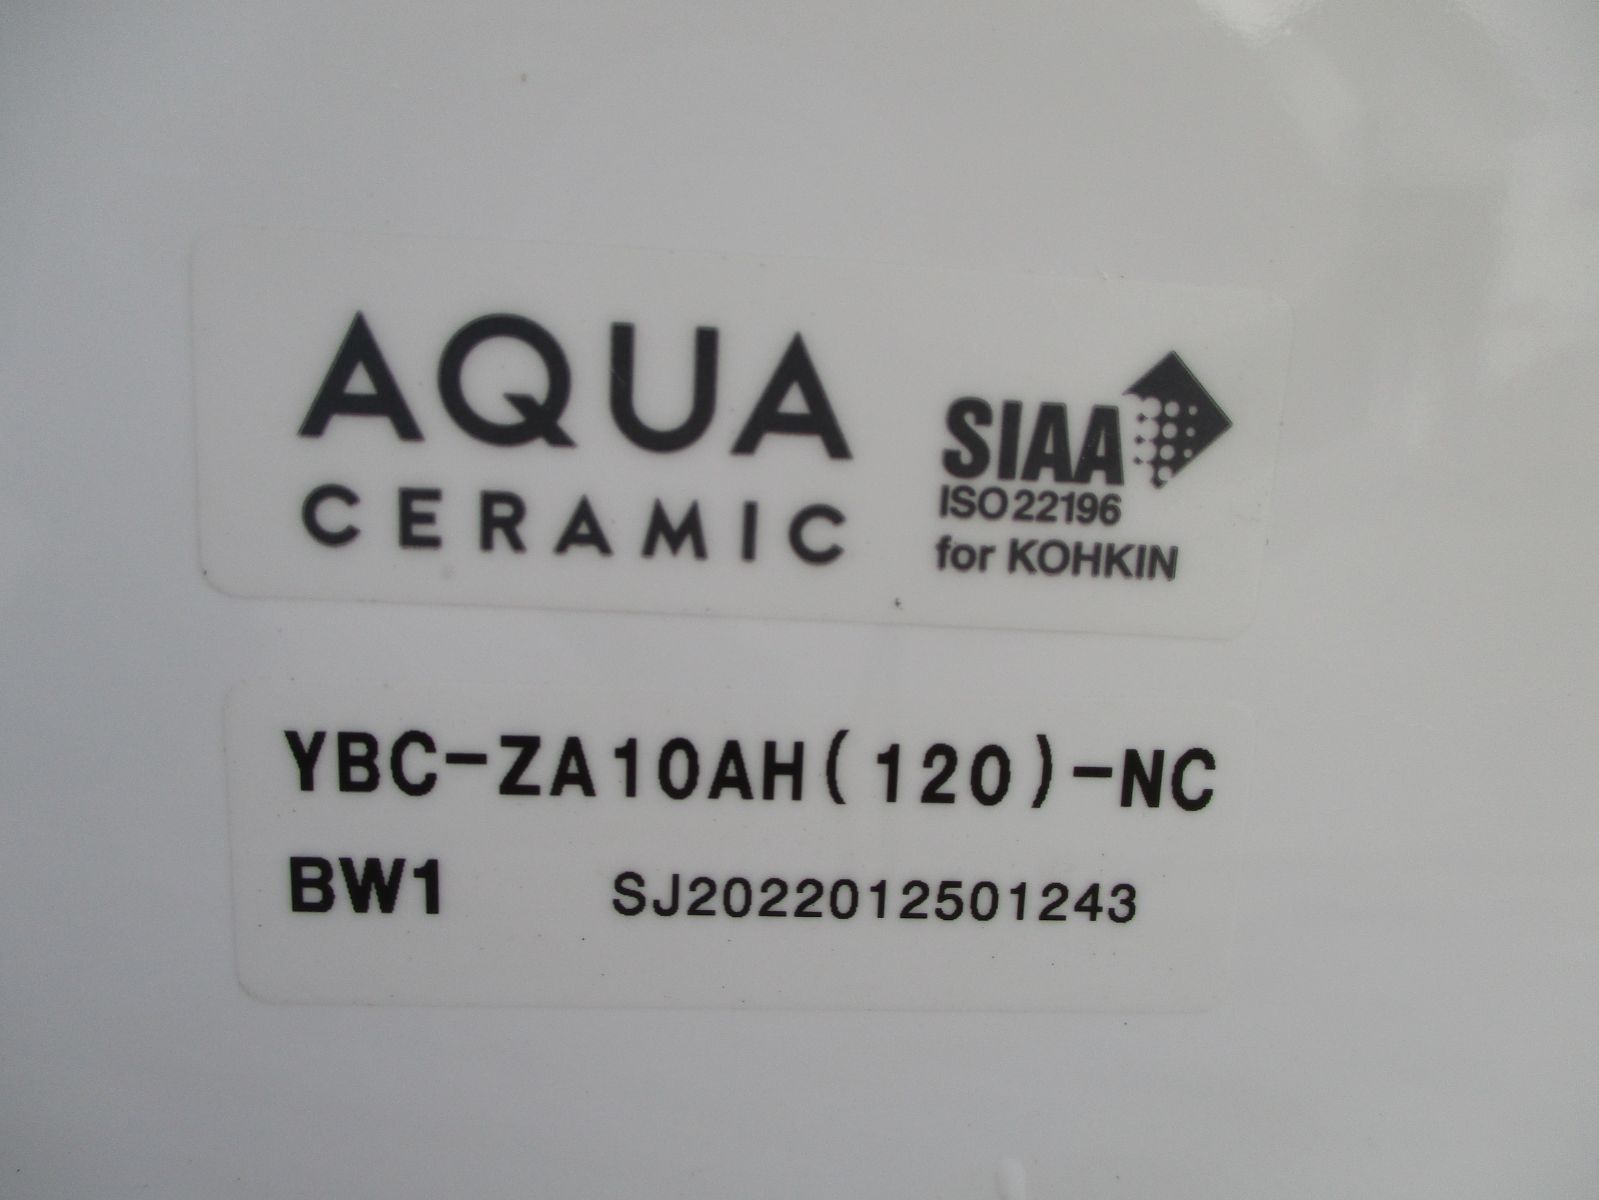 AQUA
CERAMIC
SIAA
ISO 22196
for KOHKIN
YBC-ZA10AH(120)-NC
BW1 SJ2022012501243